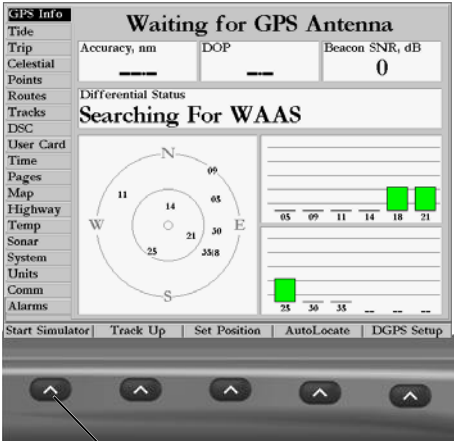 GPS Info
Tide
Trip
Celestial
Points
Routes
Tracks
DSC
User Card
Time
Pages
Map
Highway
Temp
Sonar
System
Units
Comm
Alarms
Waiting for GPS Antenna
Accuracy, nm DOP Beacon SNR, dB
__._ __._ 0
Differential Status
Searching For WAAS
N
09
11 05
14
W E
21 30
25 35
S
05 09 11 14 18 21
25 30 35 -- -- --
Start Simulator | Track Up | Set Position | AutoLocate | DGPS Setup